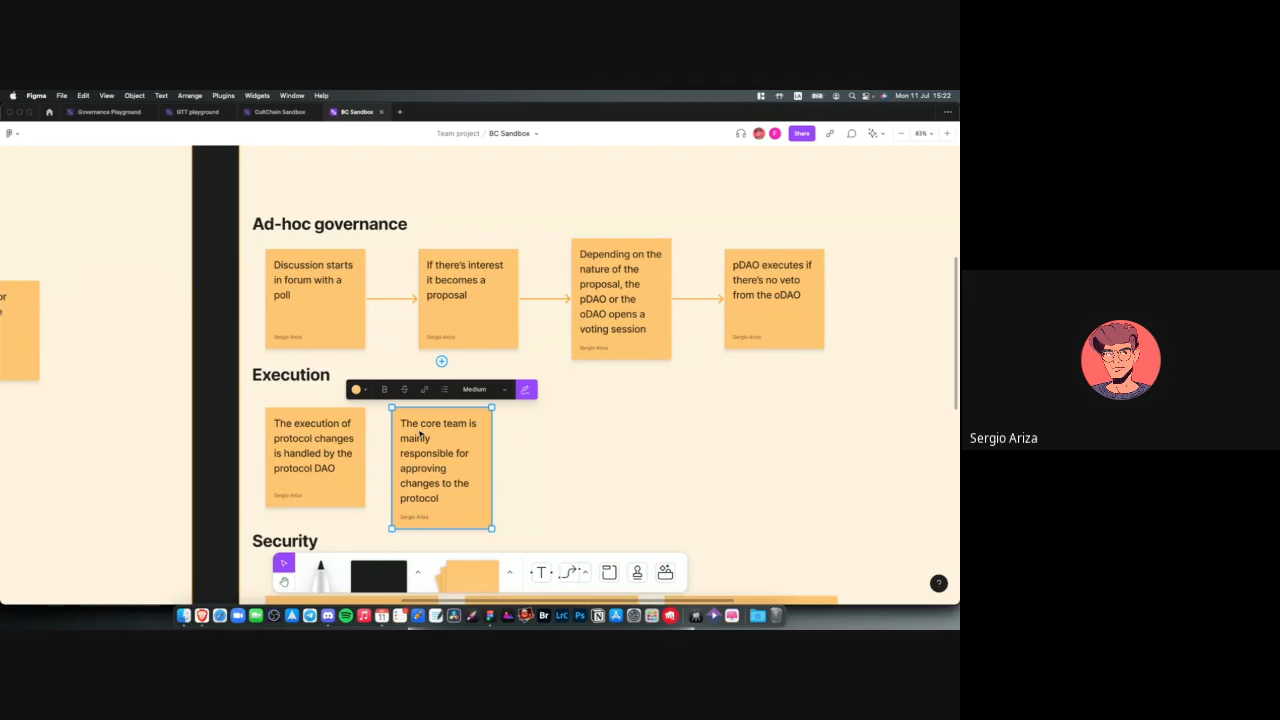 Figma File Edit View Object Text Arrange Plugins Widgets Window Help
Mon 11 Jul 15:22
Governance Playground
GTT playground
CultChain Sandbox
BC Sandbox
Team project / BC Sandbox
F
Share
83%
Ad-hoc governance
Discussion starts
in forum with a
poll
Sergio Ariza
If there's interest
it becomes a
proposal
Sergio Ariza
Depending on the
nature of the
proposal, the
pDAO or the
oDAO opens a
voting session
Sergio Ariza
pDAO executes if
there's no veto
from the oDAO
Sergio Ariza
or
Execution
B S Medium
The execution of
protocol changes
is handled by the
protocol DAO
Sergio Ariza
The core team is
mainly
responsible for
approving
changes to the
protocol
Sergio Ariza
Security
T
?
Br Lrc Ps
Sergio Ariza